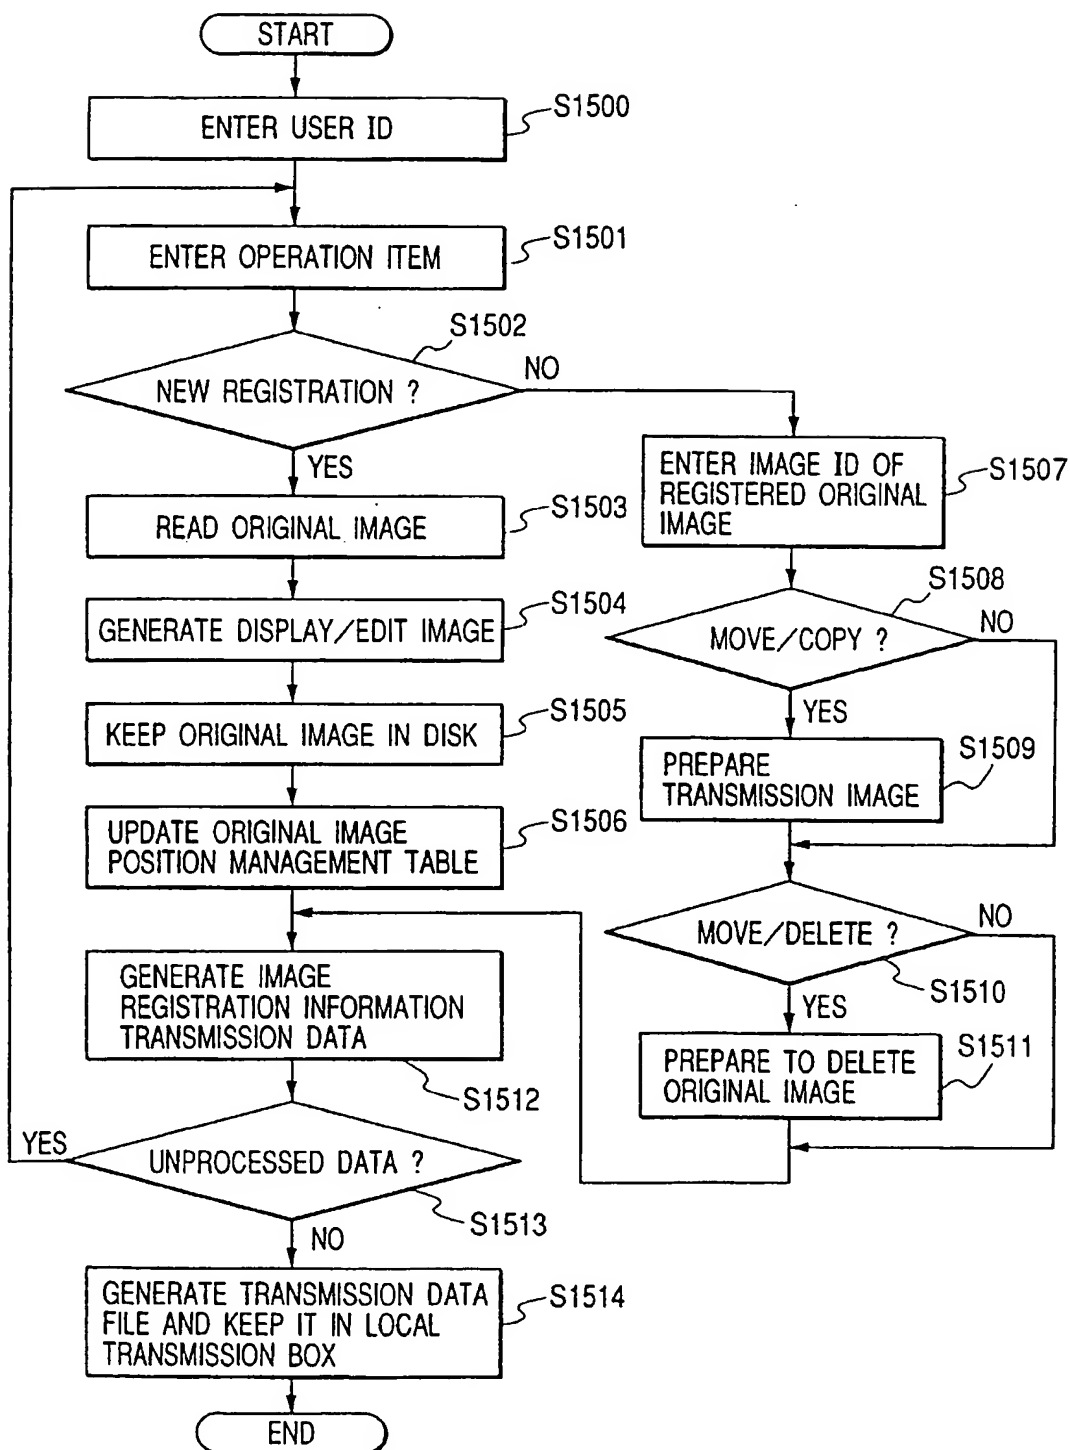 START
ENTER USER ID
S1500
ENTER OPERATION ITEM
S1501
S1502
NEW REGISTRATION ?
NO
YES
READ ORIGINAL IMAGE
S1503
GENERATE DISPLAY/EDIT IMAGE
S1504
KEEP ORIGINAL IMAGE IN DISK
S1505
UPDATE ORIGINAL IMAGE
POSITION MANAGEMENT TABLE
S1506
ENTER IMAGE ID OF
REGISTERED ORIGINAL
IMAGE
S1507
S1508
MOVE/COPY ?
NO
YES
PREPARE
TRANSMISSION IMAGE
S1509
MOVE/DELETE ?
NO
S1510
YES
PREPARE TO DELETE
ORIGINAL IMAGE
S1511
GENERATE IMAGE
REGISTRATION INFORMATION
TRANSMISSION DATA
S1512
YES
UNPROCESSED DATA ?
S1513
NO
GENERATE TRANSMISSION DATA
FILE AND KEEP IT IN LOCAL
TRANSMISSION BOX
S1514
END